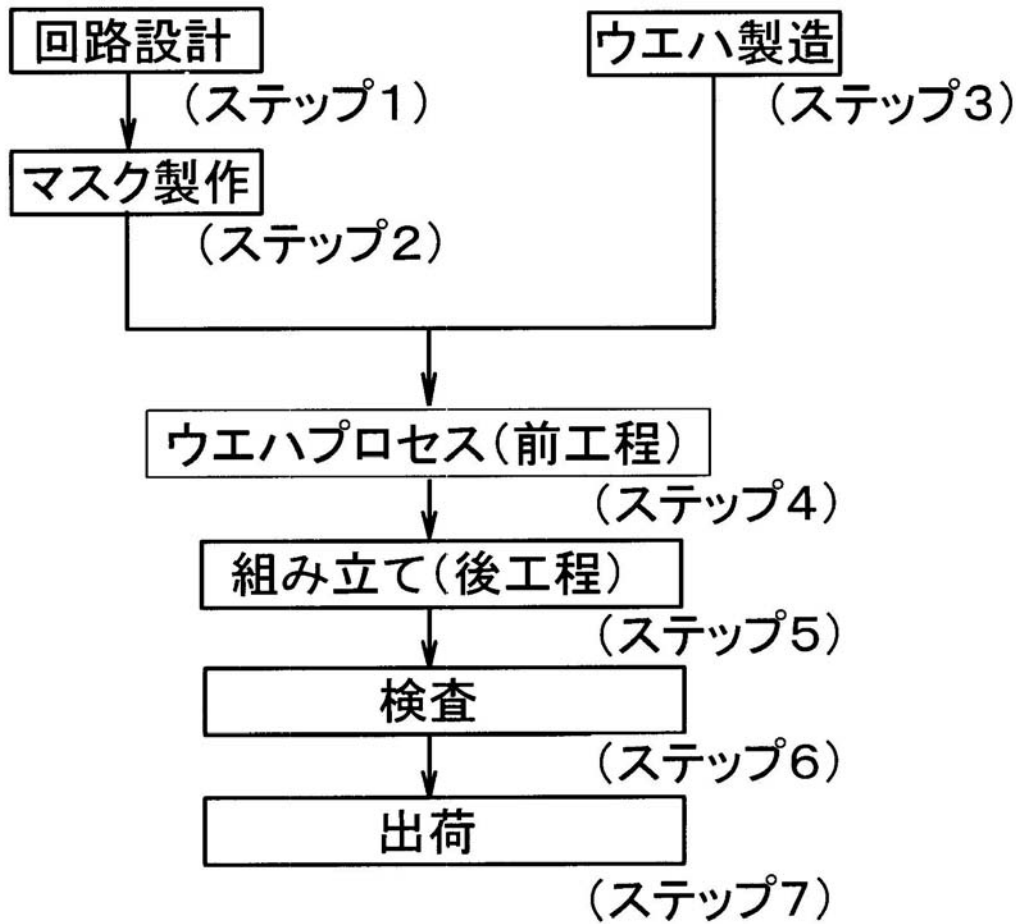 回路設計
(ステップ1)
マスク製作
(ステップ2)
ウエハ製造
(ステップ3)
ウエハプロセス(前工程)
(ステップ4)
組み立て(後工程)
(ステップ5)
検査
(ステップ6)
出荷
(ステップ7)